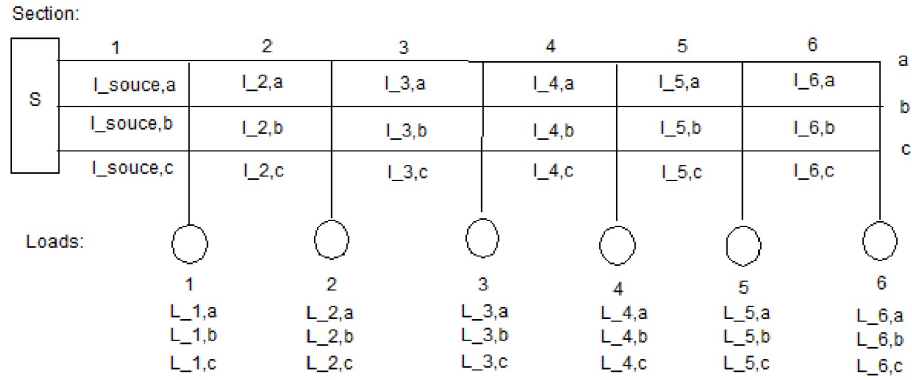 Section:
1 2 3 4 5 6
a
S
I_souce,a I_2,a I_3,a I_4,a I_5,a I_6,a
b
I_souce,b I_2,b I_3,b I_4,b I_5,b I_6,b
c
I_souce,c I_2,c I_3,c I_4,c I_5,c I_6,c
Loads:
1 2 3 4 5 6
L_1,a L_2,a L_3,a L_4,a L_5,a L_6,a
L_1,b L_2,b L_3,b L_4,b L_5,b L_6,b
L_1,c L_2,c L_3,c L_4,c L_5,c L_6,c